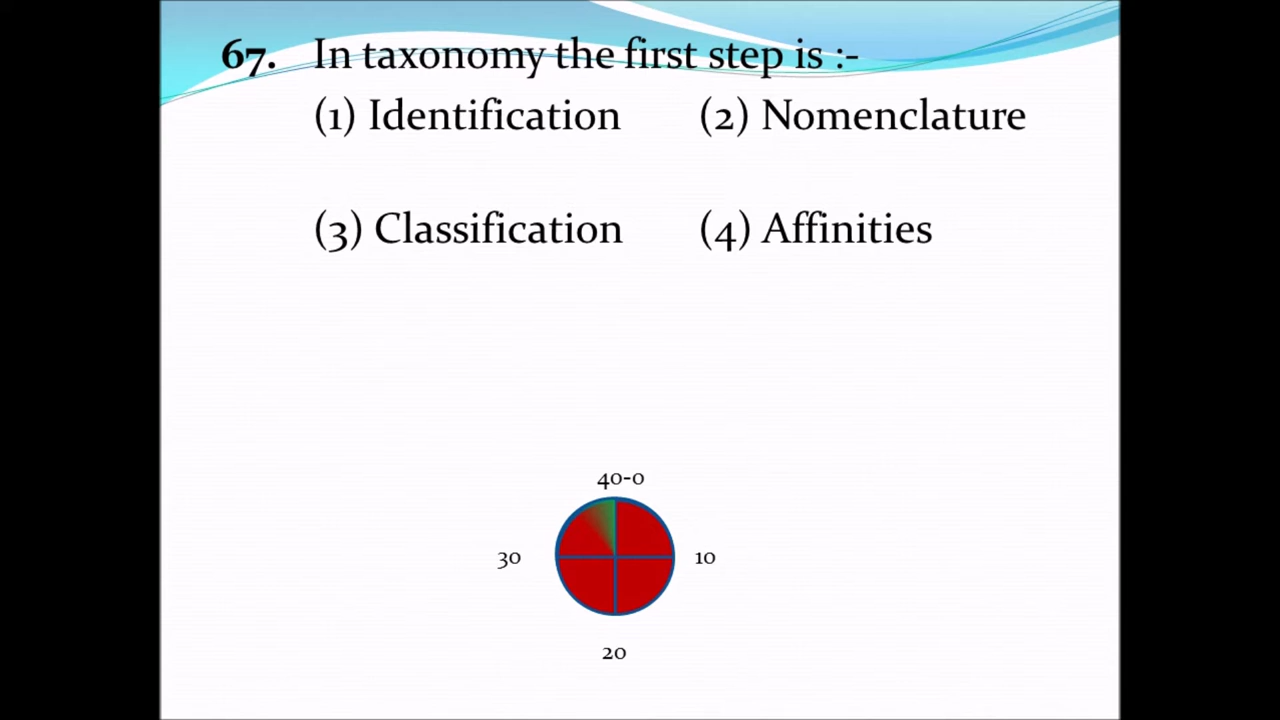 67. In taxonomy the first step is :-
(1) Identification (2) Nomenclature
(3) Classification (4) Affinities
40-0
30 10
20